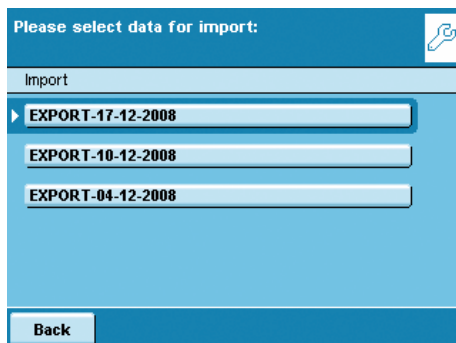 Please select data for import:
Import
EXPORT-17-12-2008
EXPORT-10-12-2008
EXPORT-04-12-2008
Back